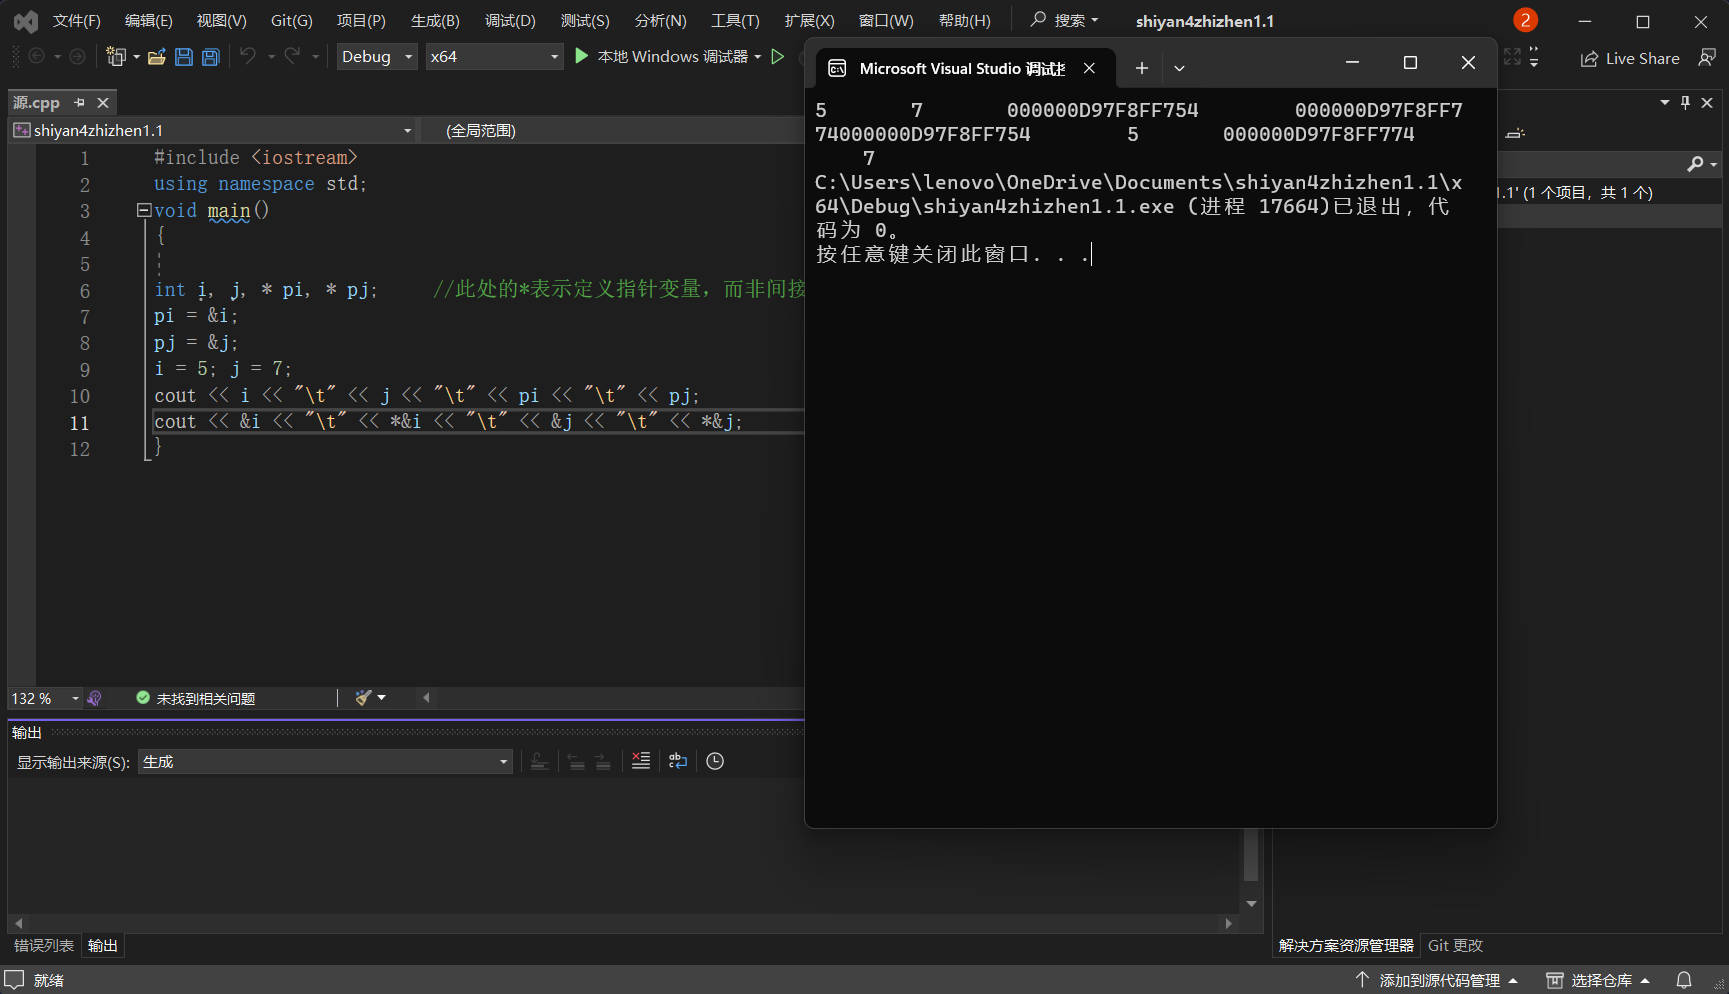 文件(F) 编辑(E) 视图(V) Git(G) 项目(P) 生成(B) 调试(D) 测试(S) 分析(N) 工具(T) 扩展(X) 窗口(W) 帮助(H) 搜索 shiyan4zhizhen1.1 2
Debug x64 本地 Windows 调试器 Live Share
源.cpp
shiyan4zhizhen1.1 (全局范围)
1 #include <iostream>
2 using namespace std;
3 void main()
4 {
5
6 int i, j, * pi, * pj; //此处的*表示定义指针变量，而非间接
7 pi = &i;
8 pj = &j;
9 i = 5; j = 7;
10 cout << i << "\t" << j << "\t" << pi << "\t" << pj;
11 cout << &i << "\t" << *&i << "\t" << &j << "\t" << *&j;
12 }
132 % 未找到相关问题
输出
显示输出来源(S): 生成
错误列表 输出
就绪
Microsoft Visual Studio 调试
5 7 000000D97F8FF754 000000D97F8FF7
74000000D97F8FF754 5 000000D97F8FF774
7
C:\Users\lenovo\OneDrive\Documents\shiyan4zhizhen1.1\x
64\Debug\shiyan4zhizhen1.1.exe (进程 17664)已退出，代
码为 0。
按任意键关闭此窗口. . .
1.1' (1 个项目，共 1 个)
解决方案资源管理器 Git 更改
添加到源代码管理 选择仓库